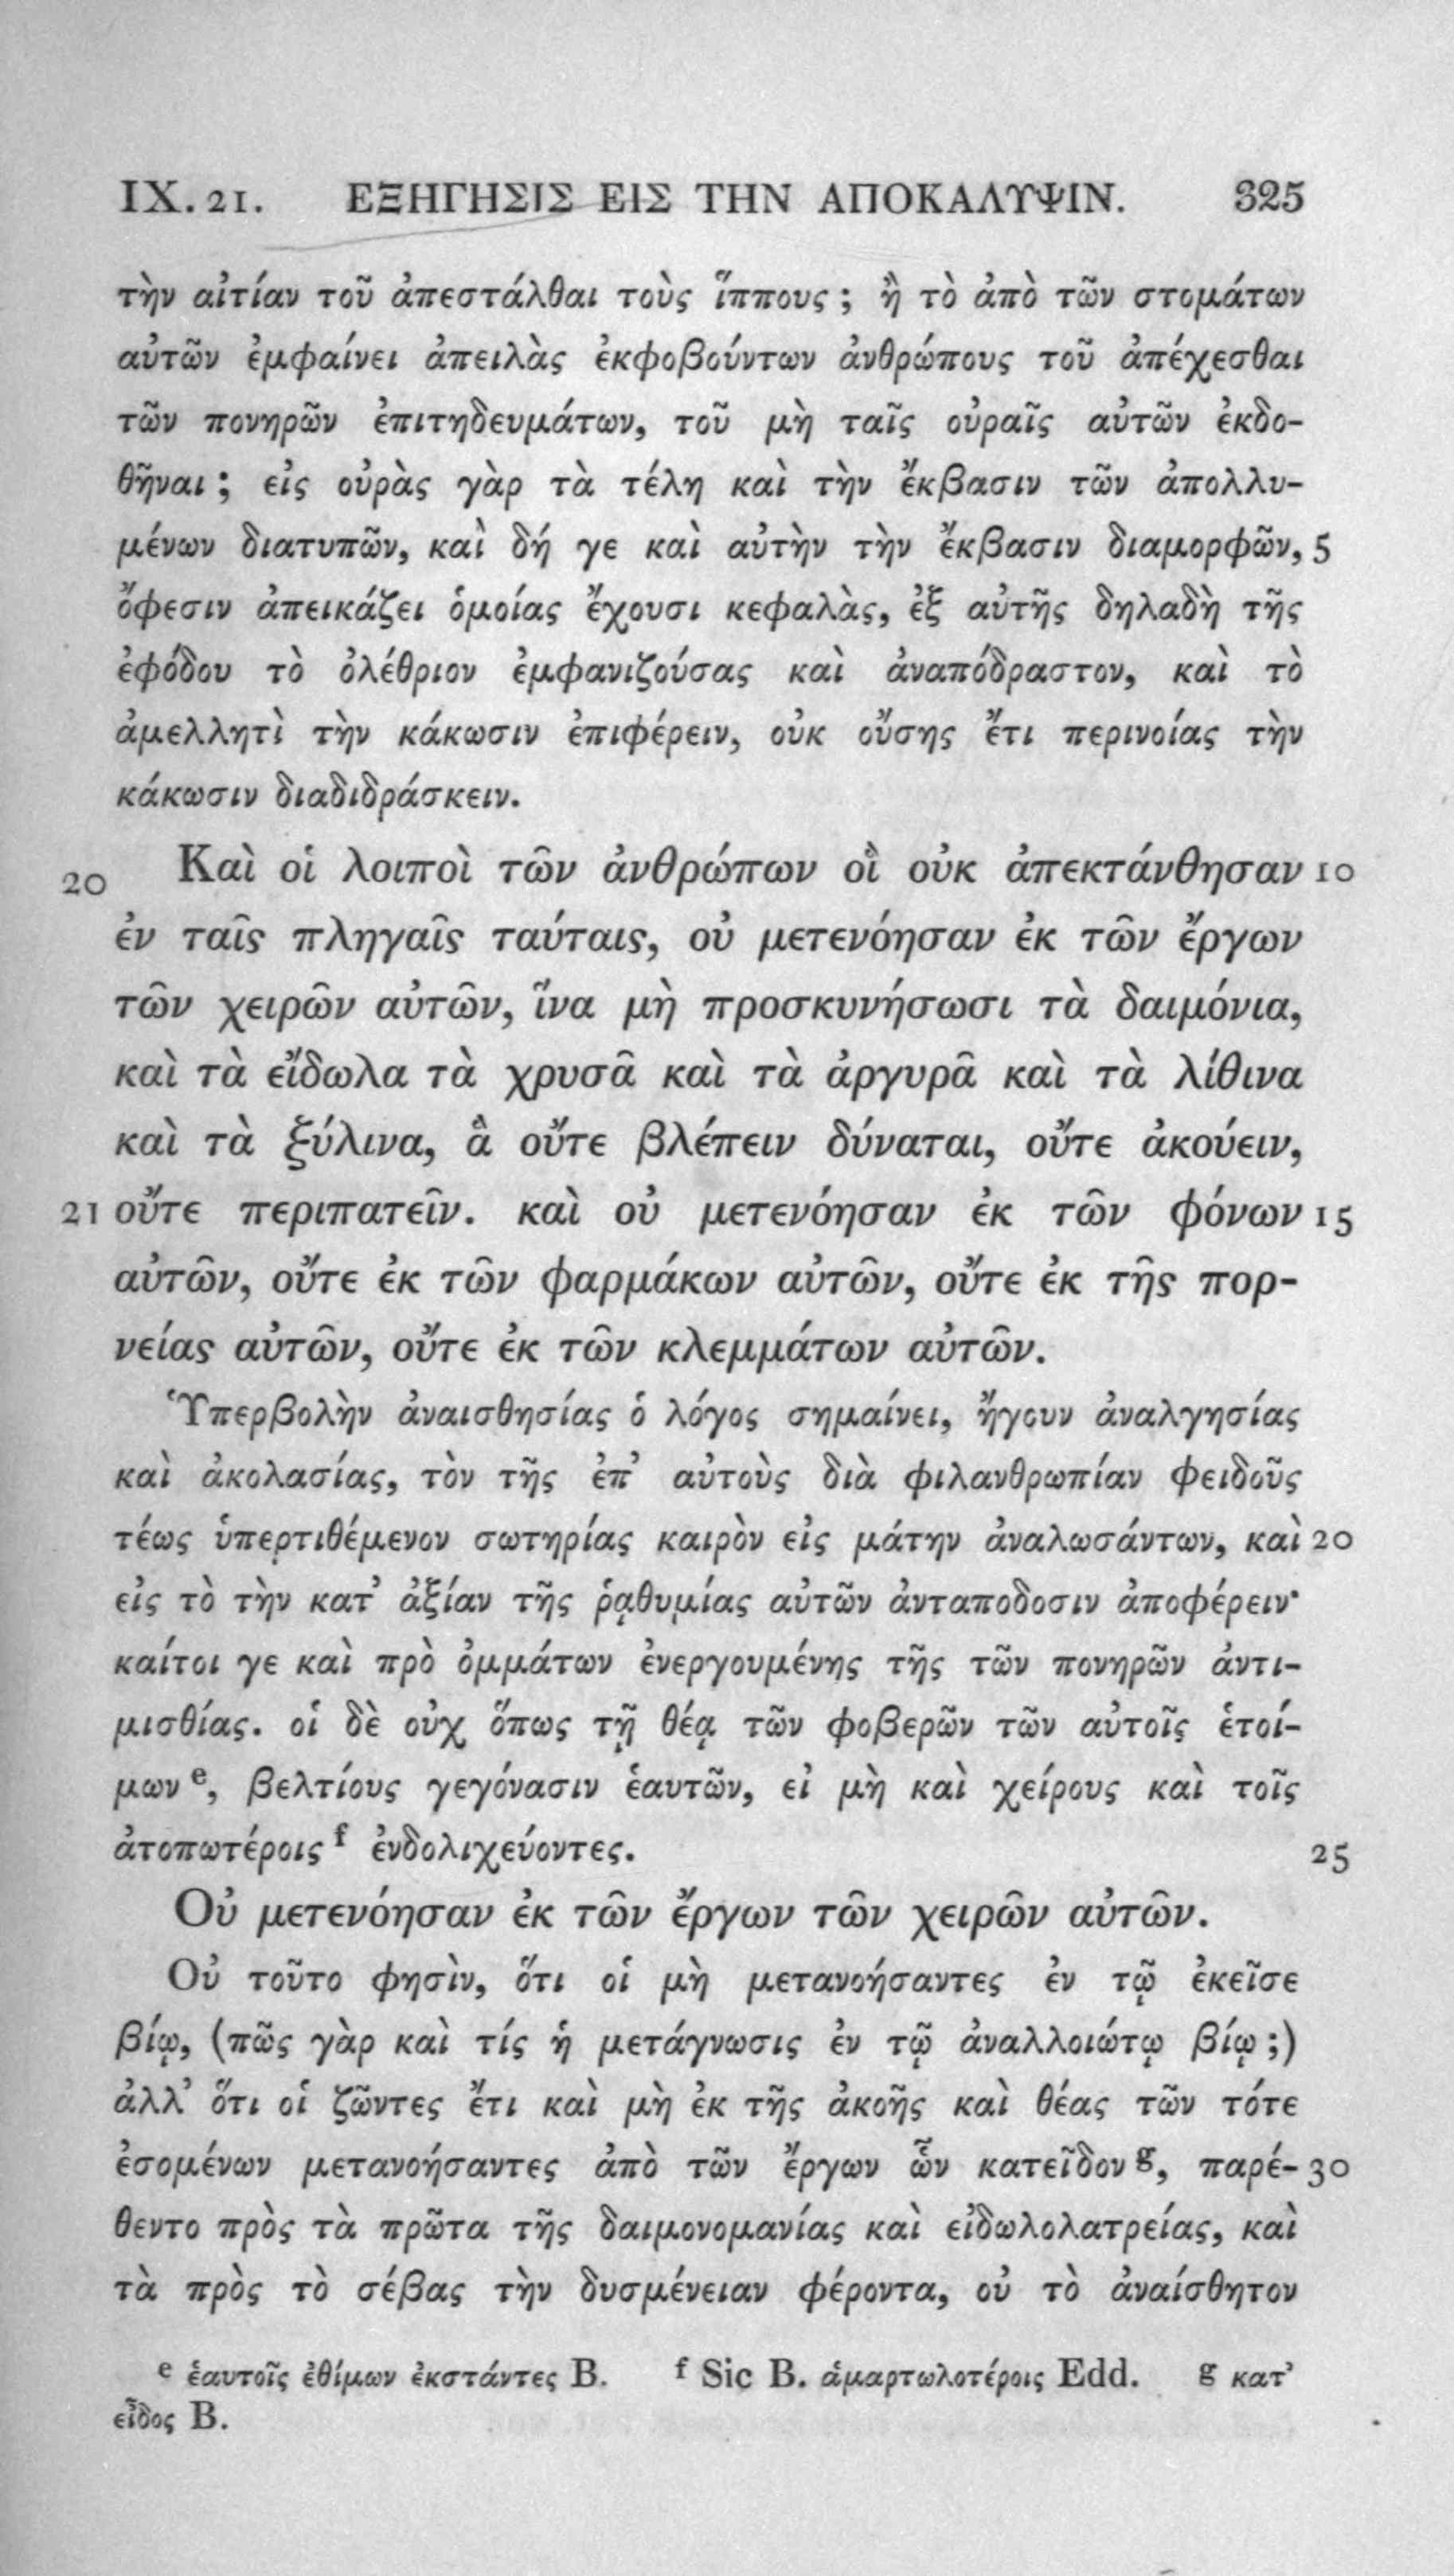 IX. 21. ΕΞΗΓΗΣΙΣ ΕΙΣ ΤΗΝ ΑΠΟΚΑΛΥΨΙΝ. 325
τὴν αἰτίαν τοῦ ἀπεστάλθαι τοὺς ἵππους ; ἢ τὸ ἀπὸ τῶν στομάτων
αὐτῶν ἐμφαίνει ἀπειλὰς ἐκφοβούντων ἀνθρώπους τοῦ ἀπέχεσθαι
τῶν πονηρῶν ἐπιτηδευμάτων, τοῦ μὴ ταῖς οὐραῖς αὐτῶν ἐκδο-
θῆναι ; εἰς οὐρὰς γὰρ τὰ τέλη καὶ τὴν ἔκβασιν τῶν ἀπολλυ-
μένων διατυπῶν, καὶ δή γε καὶ αὐτὴν τὴν ἔκβασιν διαμορφῶν, 5
ὄφεσιν ἀπεικάζει ὁμοίας ἔχουσι κεφαλὰς, ἐξ αὐτῆς δηλαδὴ τῆς
ἐφόδου τὸ ὀλέθριον ἐμφανιζούσας καὶ ἀναπόδραστον, καὶ τὸ
ἀμελλητὶ τὴν κάκωσιν ἐπιφέρειν, οὐκ οὔσης ἔτι περινοίας τὴν
κάκωσιν διαδιδράσκειν.
20 Καὶ οἱ λοιποὶ τῶν ἀνθρώπων οἳ οὐκ ἀπεκτάνθησαν 10
ἐν ταῖς πληγαῖς ταύταις, οὐ μετενόησαν ἐκ τῶν ἔργων
τῶν χειρῶν αὐτῶν, ἵνα μὴ προσκυνήσωσι τὰ δαιμόνια,
καὶ τὰ εἴδωλα τὰ χρυσᾶ καὶ τὰ ἀργυρᾶ καὶ τὰ λίθινα
καὶ τὰ ξύλινα, ἃ οὔτε βλέπειν δύναται, οὔτε ἀκούειν,
21 οὔτε περιπατεῖν. καὶ οὐ μετενόησαν ἐκ τῶν φόνων 15
αὐτῶν, οὔτε ἐκ τῶν φαρμάκων αὐτῶν, οὔτε ἐκ τῆς πορ-
νείας αὐτῶν, οὔτε ἐκ τῶν κλεμμάτων αὐτῶν.
Ὑπερβολὴν ἀναισθησίας ὁ λόγος σημαίνει, ἤγουν ἀναλγησίας
καὶ ἀκολασίας, τὸν τῆς ἐπ’ αὐτοὺς διὰ φιλανθρωπίαν φειδοῦς
τέως ὑπερτιθέμενον σωτηρίας καιρὸν εἰς μάτην ἀναλωσάντων, καὶ 20
εἰς τὸ τὴν κατ’ ἀξίαν τῆς ῥᾳθυμίας αὐτῶν ἀνταποδοσιν ἀποφέρειν·
καίτοι γε καὶ πρὸ ὀμμάτων ἐνεργουμένης τῆς τῶν πονηρῶν ἀντι-
μισθίας. οἱ δὲ οὐχ ὅπως τῇ θέᾳ τῶν φοβερῶν τῶν αὐτοῖς ἑτοί-
μων e, βελτίους γεγόνασιν ἑαυτῶν, εἰ μὴ καὶ χείρους καὶ τοῖς
ἀτοπωτέροις f ἐνδολιχεύοντες. 25
Οὐ μετενόησαν ἐκ τῶν ἔργων τῶν χειρῶν αὐτῶν.
Οὐ τοῦτο φησὶν, ὅτι οἱ μὴ μετανοήσαντες ἐν τῷ ἐκεῖσε
βίῳ, (πῶς γὰρ καὶ τίς ἡ μετάγνωσις ἐν τῷ ἀναλλοιώτῳ βίῳ ;)
ἀλλ’ ὅτι οἱ ζῶντες ἔτι καὶ μὴ ἐκ τῆς ἀκοῆς καὶ θέας τῶν τότε
ἐσομένων μετανοήσαντες ἀπὸ τῶν ἔργων ὧν κατεῖδον g, παρέ- 30
θεντο πρὸς τὰ πρῶτα τῆς δαιμονομανίας καὶ εἰδωλολατρείας, καὶ
τὰ πρὸς τὸ σέβας τὴν δυσμένειαν φέροντα, οὐ τὸ ἀναίσθητον
e ἑαυτοῖς ἐθίμων ἐκστάντες B. f Sic B. ἁμαρτωλοτέροις Edd. g κατ’
εἶδος B.